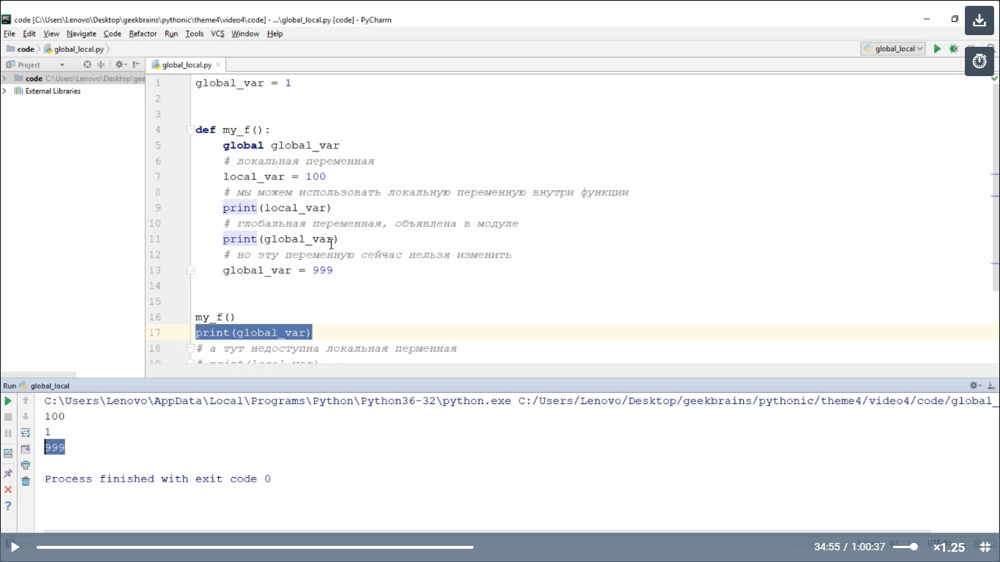 code [C:\Users\Lenovo\Desktop\geekbrains\pythonic\theme4\video4\code] - ...\global_local.py [code] - PyCharm
File Edit View Navigate Code Refactor Run Tools VCS Window Help
code global_local.py global_local
Project global_local.py
code C:\Users\Lenovo\Desktop\gee
External Libraries
1 global_var = 1
2
3
4 def my_f():
5 global global_var
6 # локальная переменная
7 local_var = 100
8 # мы можем использовать локальную переменную внутри функции
9 print(local_var)
10 # глобальная переменная, объявлена в модуле
11 print(global_var)
12 # но эту переменную сейчас нельзя изменить
13 global_var = 999
14
15
16 my_f()
17 print(global_var)
18 # а тут недоступна локальная перменная
19 # print(local_var)
Run global_local
C:\Users\Lenovo\AppData\Local\Programs\Python\Python36-32\python.exe C:/Users/Lenovo/Desktop/geekbrains/pythonic/theme4/video4/code/global_
100
1
999
Process finished with exit code 0
34:55 / 1:00:37 ×1.25